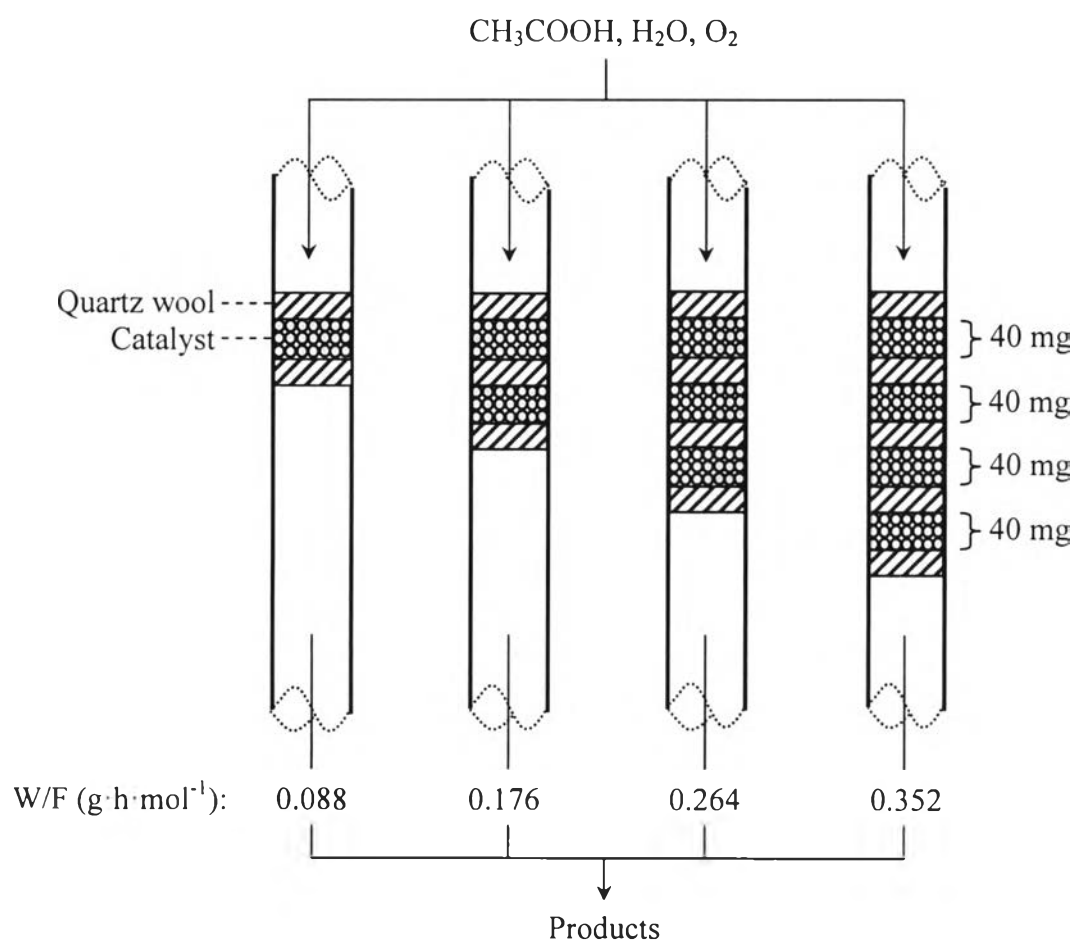 CH₃COOH, H₂O, O₂
Quartz wool
Catalyst
40 mg
40 mg
40 mg
40 mg
W/F (g·h·mol⁻¹): 0.088 0.176 0.264 0.352
Products